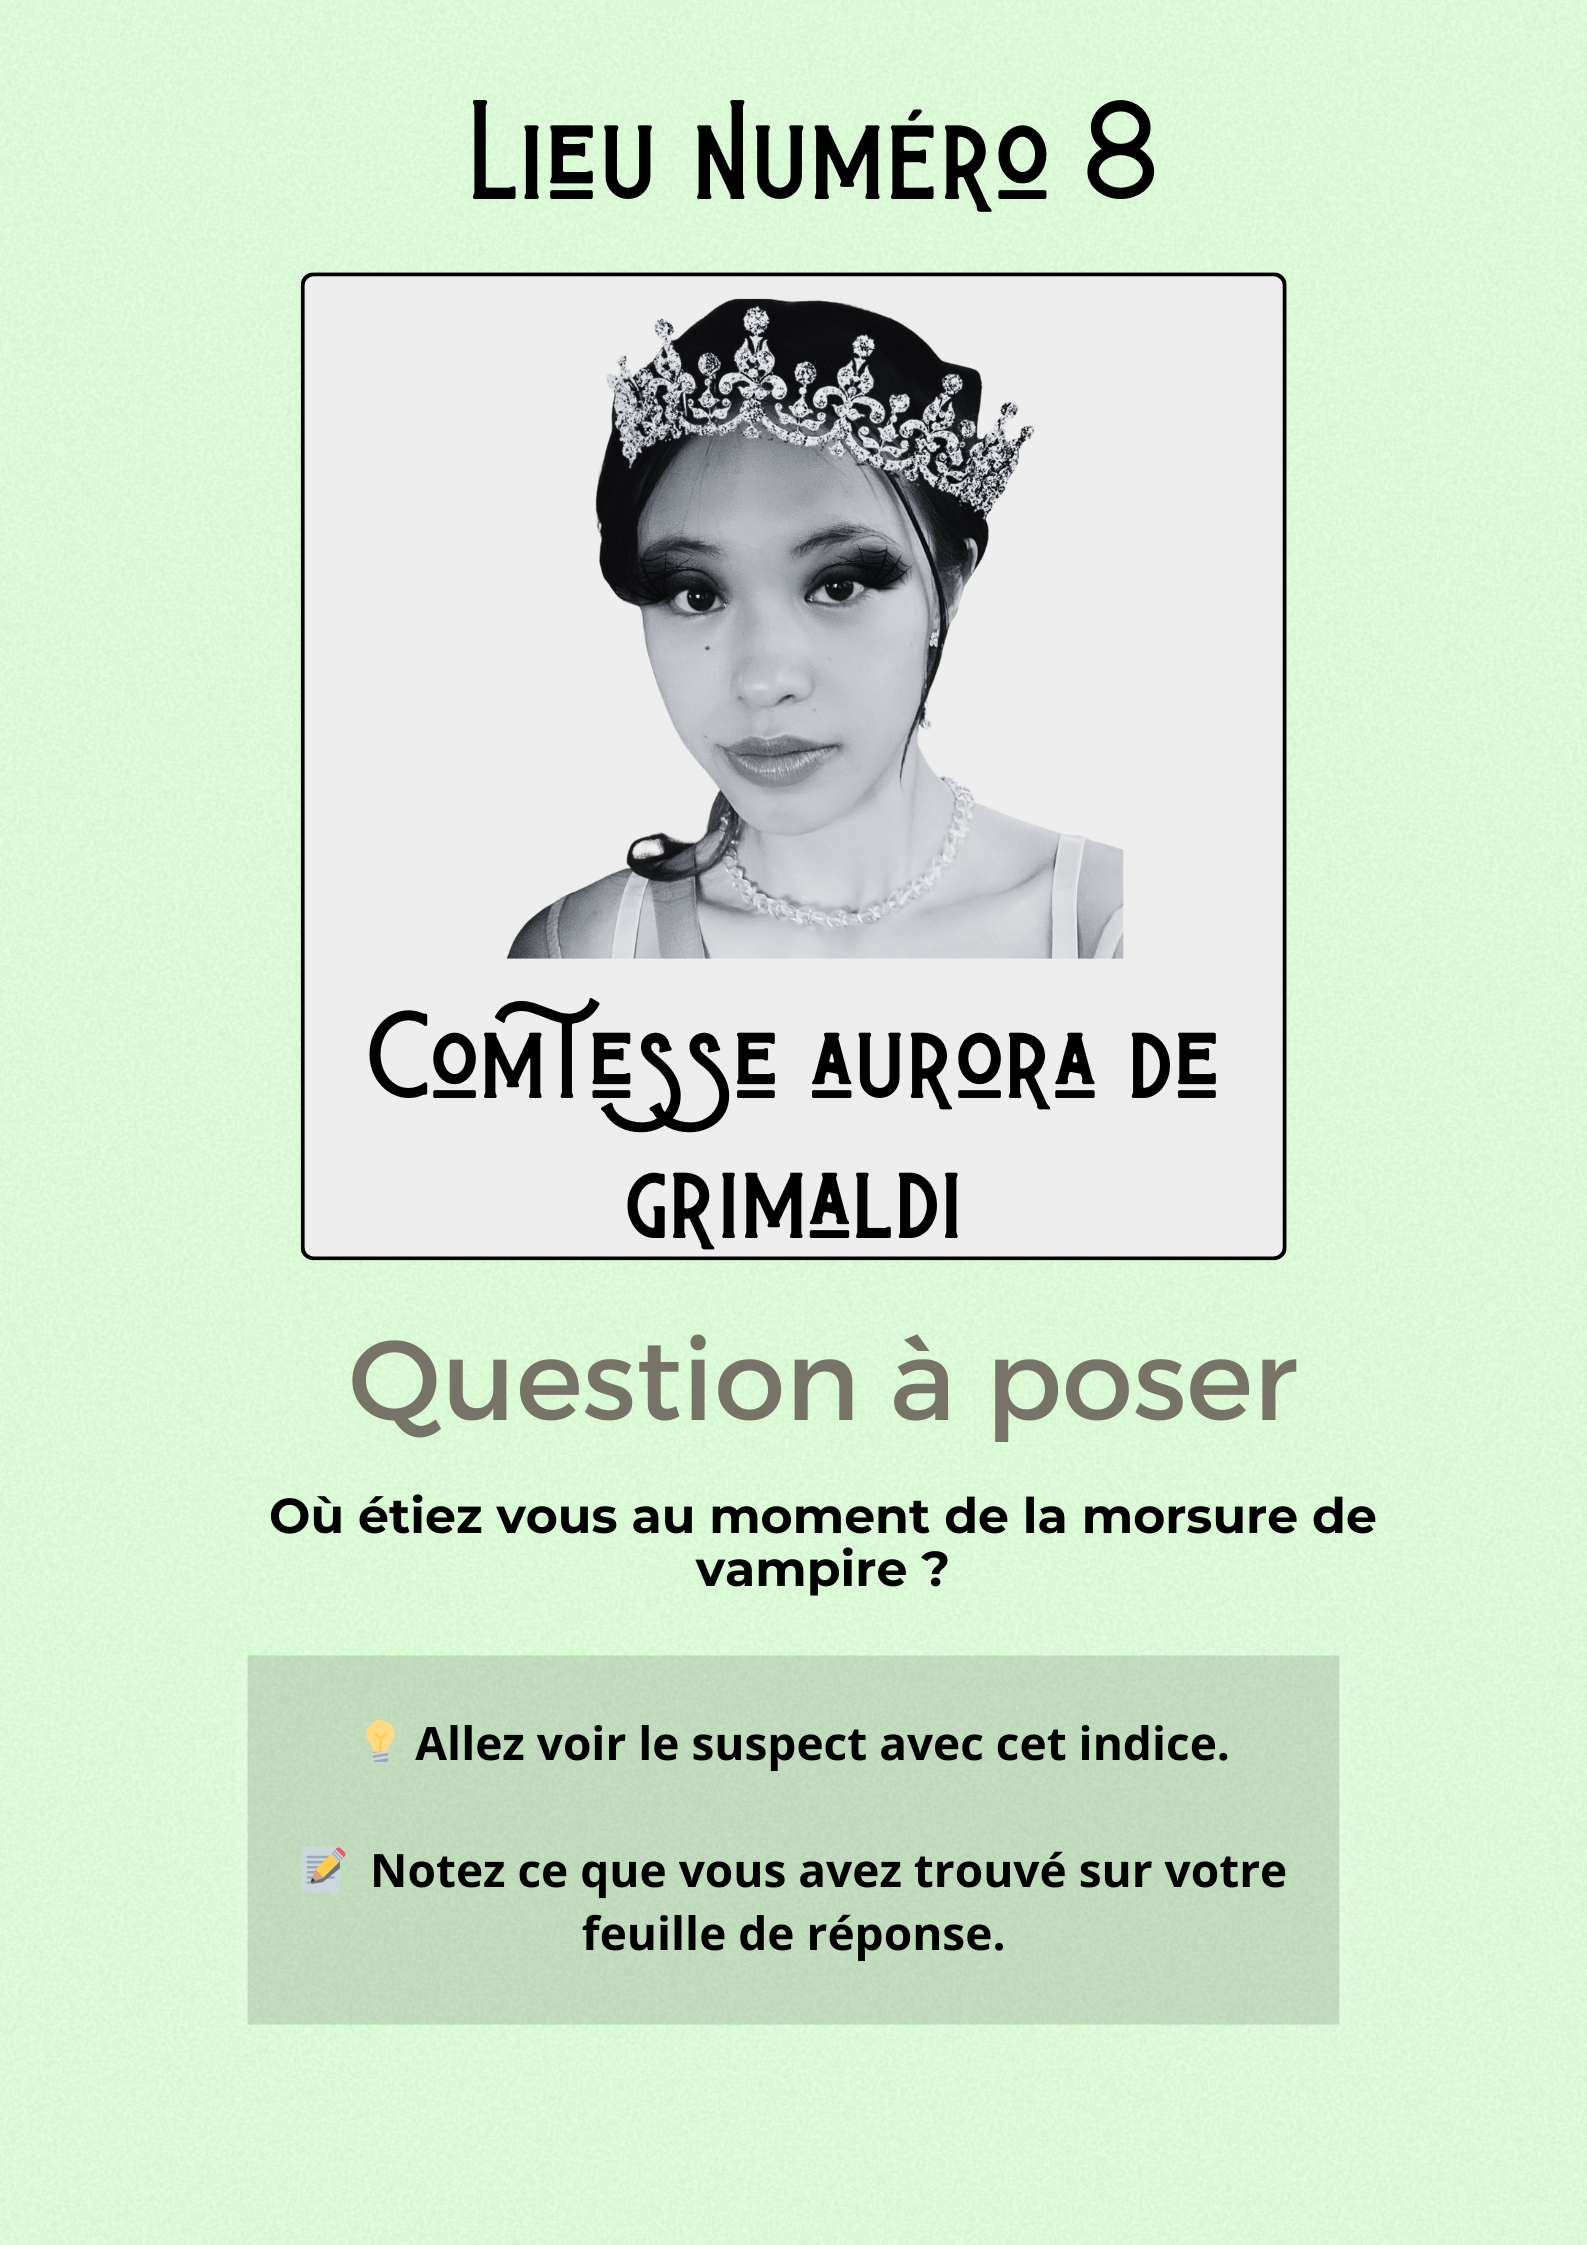 Lieu Numéro 8
Comtesse aurora de
grimaldi
Question à poser
Où étiez vous au moment de la morsure de
vampire ?
💡 Allez voir le suspect avec cet indice.
📝 Notez ce que vous avez trouvé sur votre
feuille de réponse.